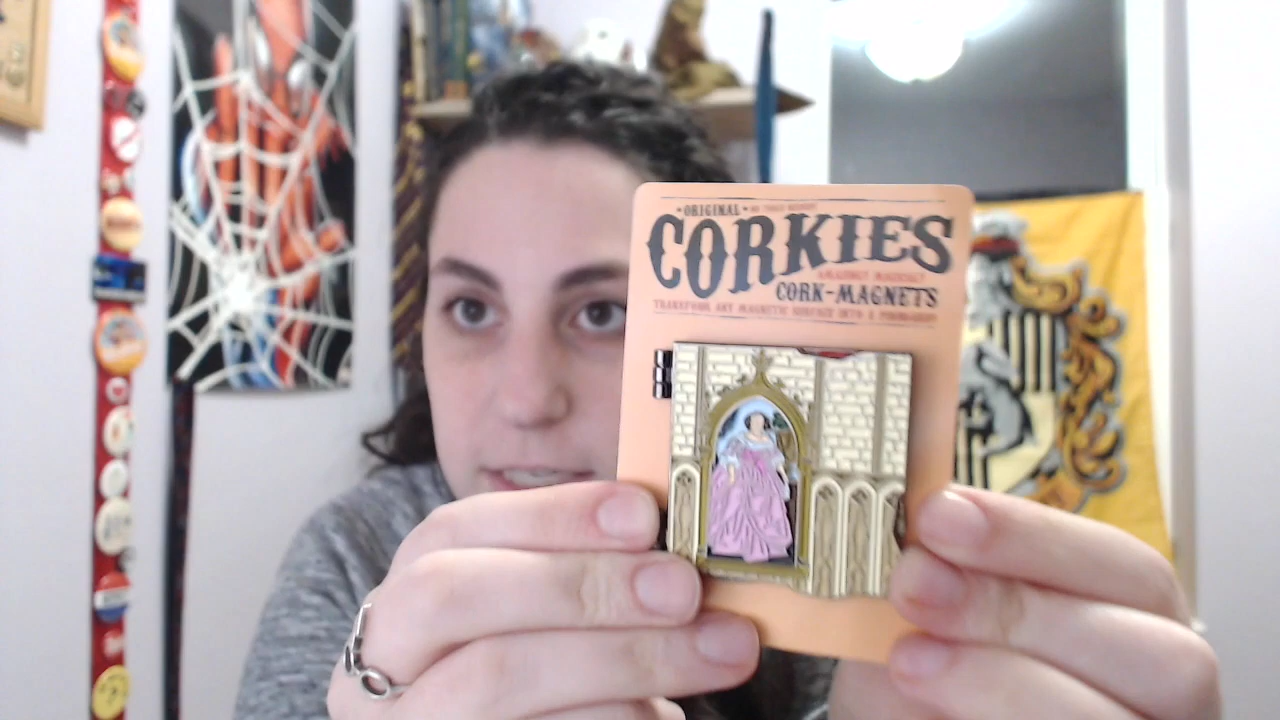 • ORIGINAL •
CORKIES
CORK-MAGNETS
TRANSFORM ANY MAGNETIC SURFACE INTO A PINBOARD!